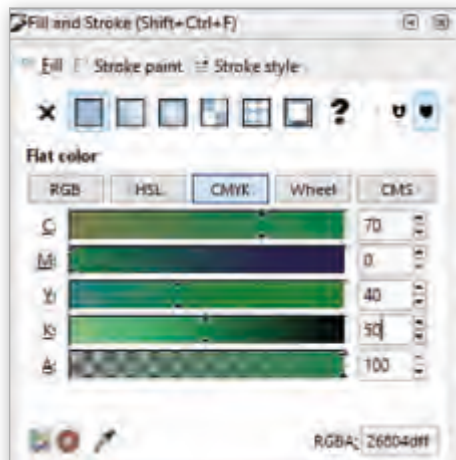 Fill and Stroke (Shift+Ctrl+F)
Fill Stroke paint Stroke style
?
Flat color
RGB HSL CMYK Wheel CMS
C: 70
M: 0
Y: 40
K: 50
A: 100
RGBA: 26804dff